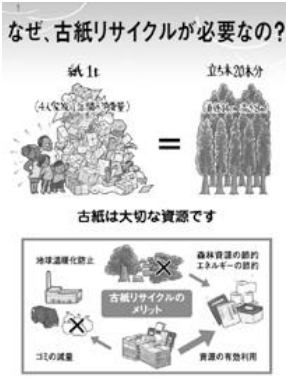 1
なぜ、古紙リサイクルが必要なの?
紙 1t
立ち木20本分
=
古紙は大切な資源です
地球温暖化防止
森林資源の節約
エネルギーの節約
古紙リサイクルの
メリット
ゴミの減量
資源の有効利用